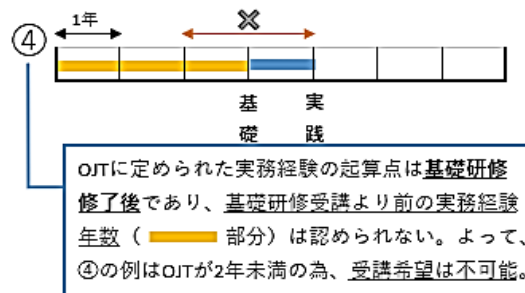 ④
1年
基礎
実践
OJTに定められた実務経験の起算点は基礎研修
修了後であり、基礎研修受講より前の実務経験
年数（ 部分）は認められない。よって、
④の例はOJTが2年未満の為、受講希望は不可能。